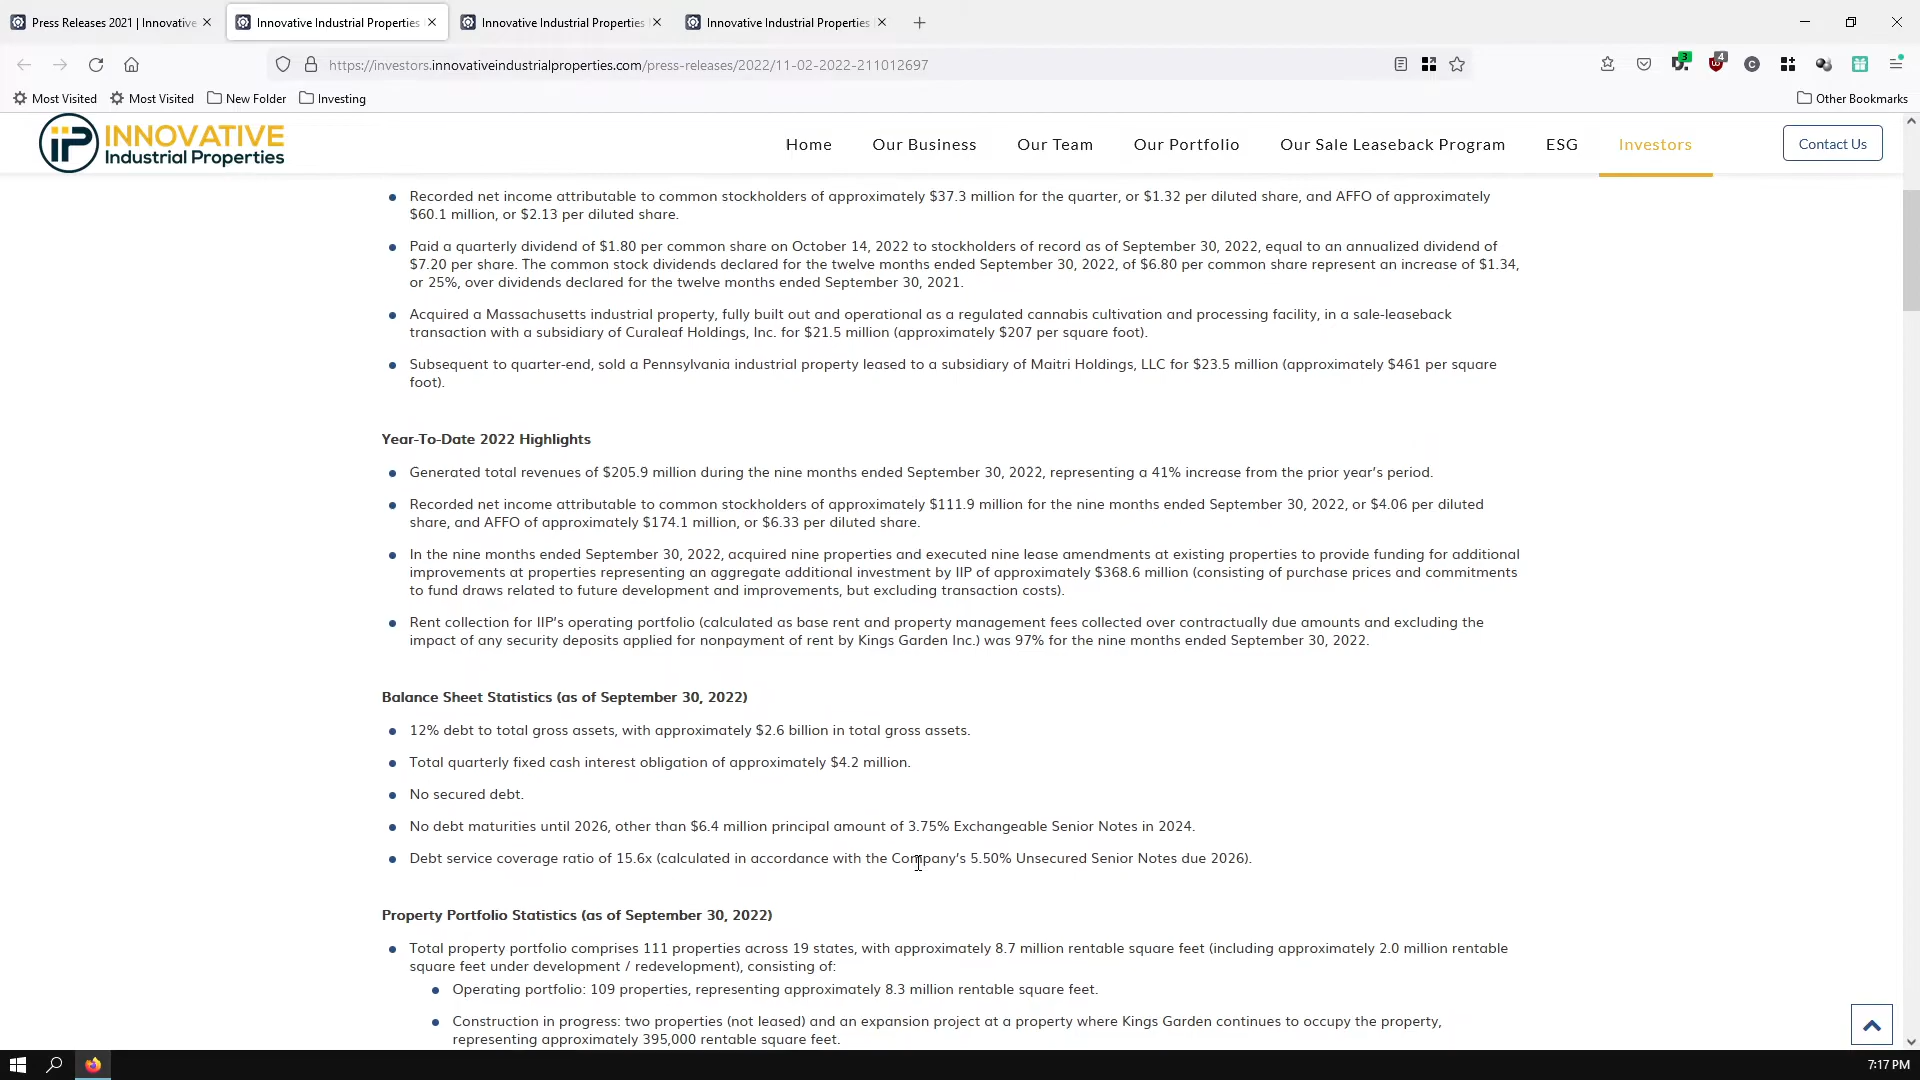 Press Releases 2021 | Innovative
Innovative Industrial Properties
Innovative Industrial Properties
Innovative Industrial Properties
https://investors.innovativeindustrialproperties.com/press-releases/2022/11-02-2022-211012697
3
4
Most Visited
Most Visited
New Folder
Investing
Other Bookmarks
iP INNOVATIVE
Industrial Properties
Home
Our Business
Our Team
Our Portfolio
Our Sale Leaseback Program
ESG
Investors
Contact Us
Recorded net income attributable to common stockholders of approximately $37.3 million for the quarter, or $1.32 per diluted share, and AFFO of approximately
$60.1 million, or $2.13 per diluted share.
Paid a quarterly dividend of $1.80 per common share on October 14, 2022 to stockholders of record as of September 30, 2022, equal to an annualized dividend of
$7.20 per share. The common stock dividends declared for the twelve months ended September 30, 2022, of $6.80 per common share represent an increase of $1.34,
or 25%, over dividends declared for the twelve months ended September 30, 2021.
Acquired a Massachusetts industrial property, fully built out and operational as a regulated cannabis cultivation and processing facility, in a sale-leaseback
transaction with a subsidiary of Curaleaf Holdings, Inc. for $21.5 million (approximately $207 per square foot).
Subsequent to quarter-end, sold a Pennsylvania industrial property leased to a subsidiary of Maitri Holdings, LLC for $23.5 million (approximately $461 per square
foot).
Year-To-Date 2022 Highlights
Generated total revenues of $205.9 million during the nine months ended September 30, 2022, representing a 41% increase from the prior year's period.
Recorded net income attributable to common stockholders of approximately $111.9 million for the nine months ended September 30, 2022, or $4.06 per diluted
share, and AFFO of approximately $174.1 million, or $6.33 per diluted share.
In the nine months ended September 30, 2022, acquired nine properties and executed nine lease amendments at existing properties to provide funding for additional
improvements at properties representing an aggregate additional investment by IIP of approximately $368.6 million (consisting of purchase prices and commitments
to fund draws related to future development and improvements, but excluding transaction costs).
Rent collection for IIP's operating portfolio (calculated as base rent and property management fees collected over contractually due amounts and excluding the
impact of any security deposits applied for nonpayment of rent by Kings Garden Inc.) was 97% for the nine months ended September 30, 2022.
Balance Sheet Statistics (as of September 30, 2022)
12% debt to total gross assets, with approximately $2.6 billion in total gross assets.
Total quarterly fixed cash interest obligation of approximately $4.2 million.
No secured debt.
No debt maturities until 2026, other than $6.4 million principal amount of 3.75% Exchangeable Senior Notes in 2024.
Debt service coverage ratio of 15.6x (calculated in accordance with the Company's 5.50% Unsecured Senior Notes due 2026).
Property Portfolio Statistics (as of September 30, 2022)
Total property portfolio comprises 111 properties across 19 states, with approximately 8.7 million rentable square feet (including approximately 2.0 million rentable
square feet under development / redevelopment), consisting of:
Operating portfolio: 109 properties, representing approximately 8.3 million rentable square feet.
Construction in progress: two properties (not leased) and an expansion project at a property where Kings Garden continues to occupy the property,
representing approximately 395,000 rentable square feet.
7:17 PM